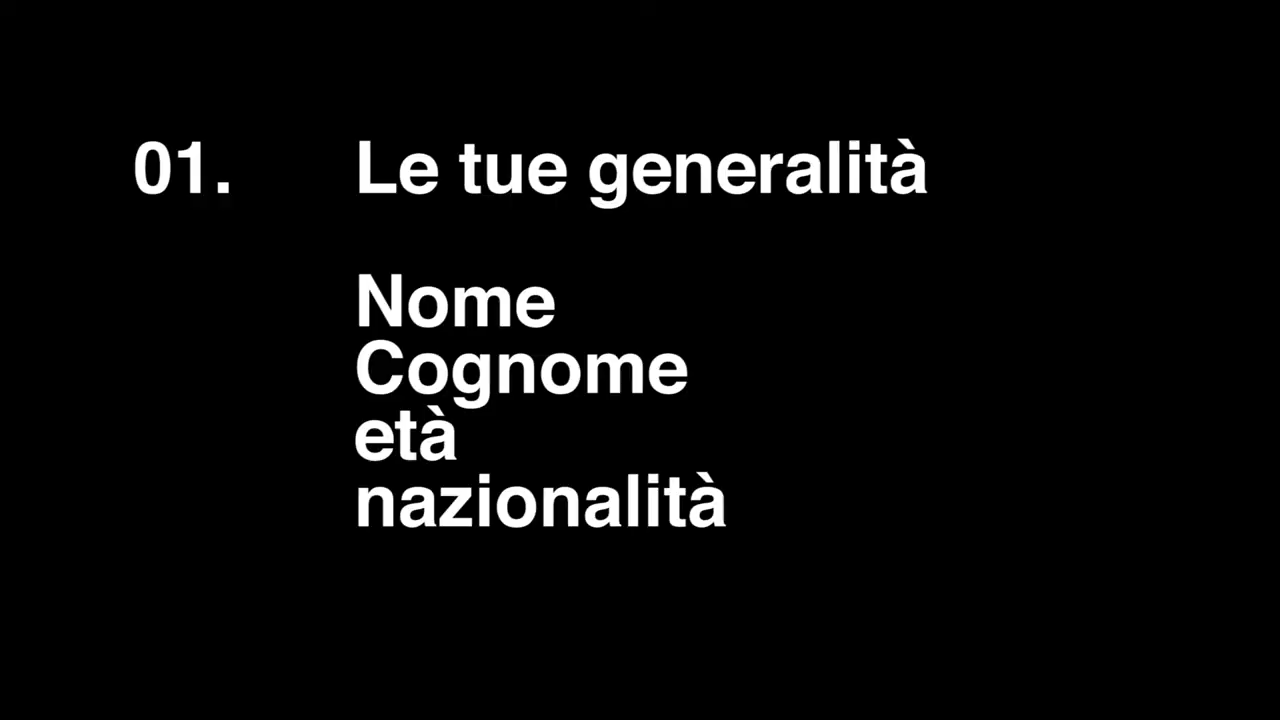 01. Le tue generalità
Nome
Cognome
età
nazionalità